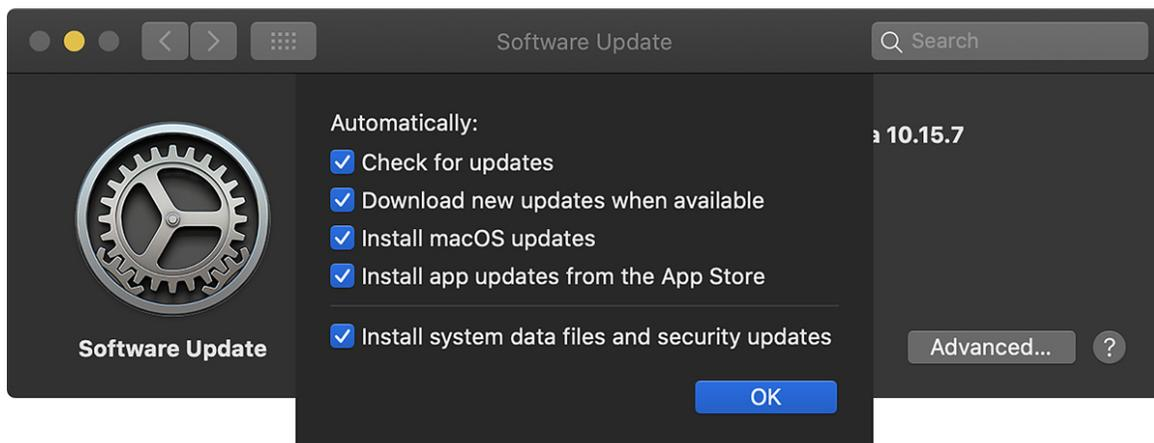 Software Update
Search
Automatically:
Check for updates
Download new updates when available
Install macOS updates
Install app updates from the App Store
Install system data files and security updates
OK
a 10.15.7
Software Update
Advanced...
?